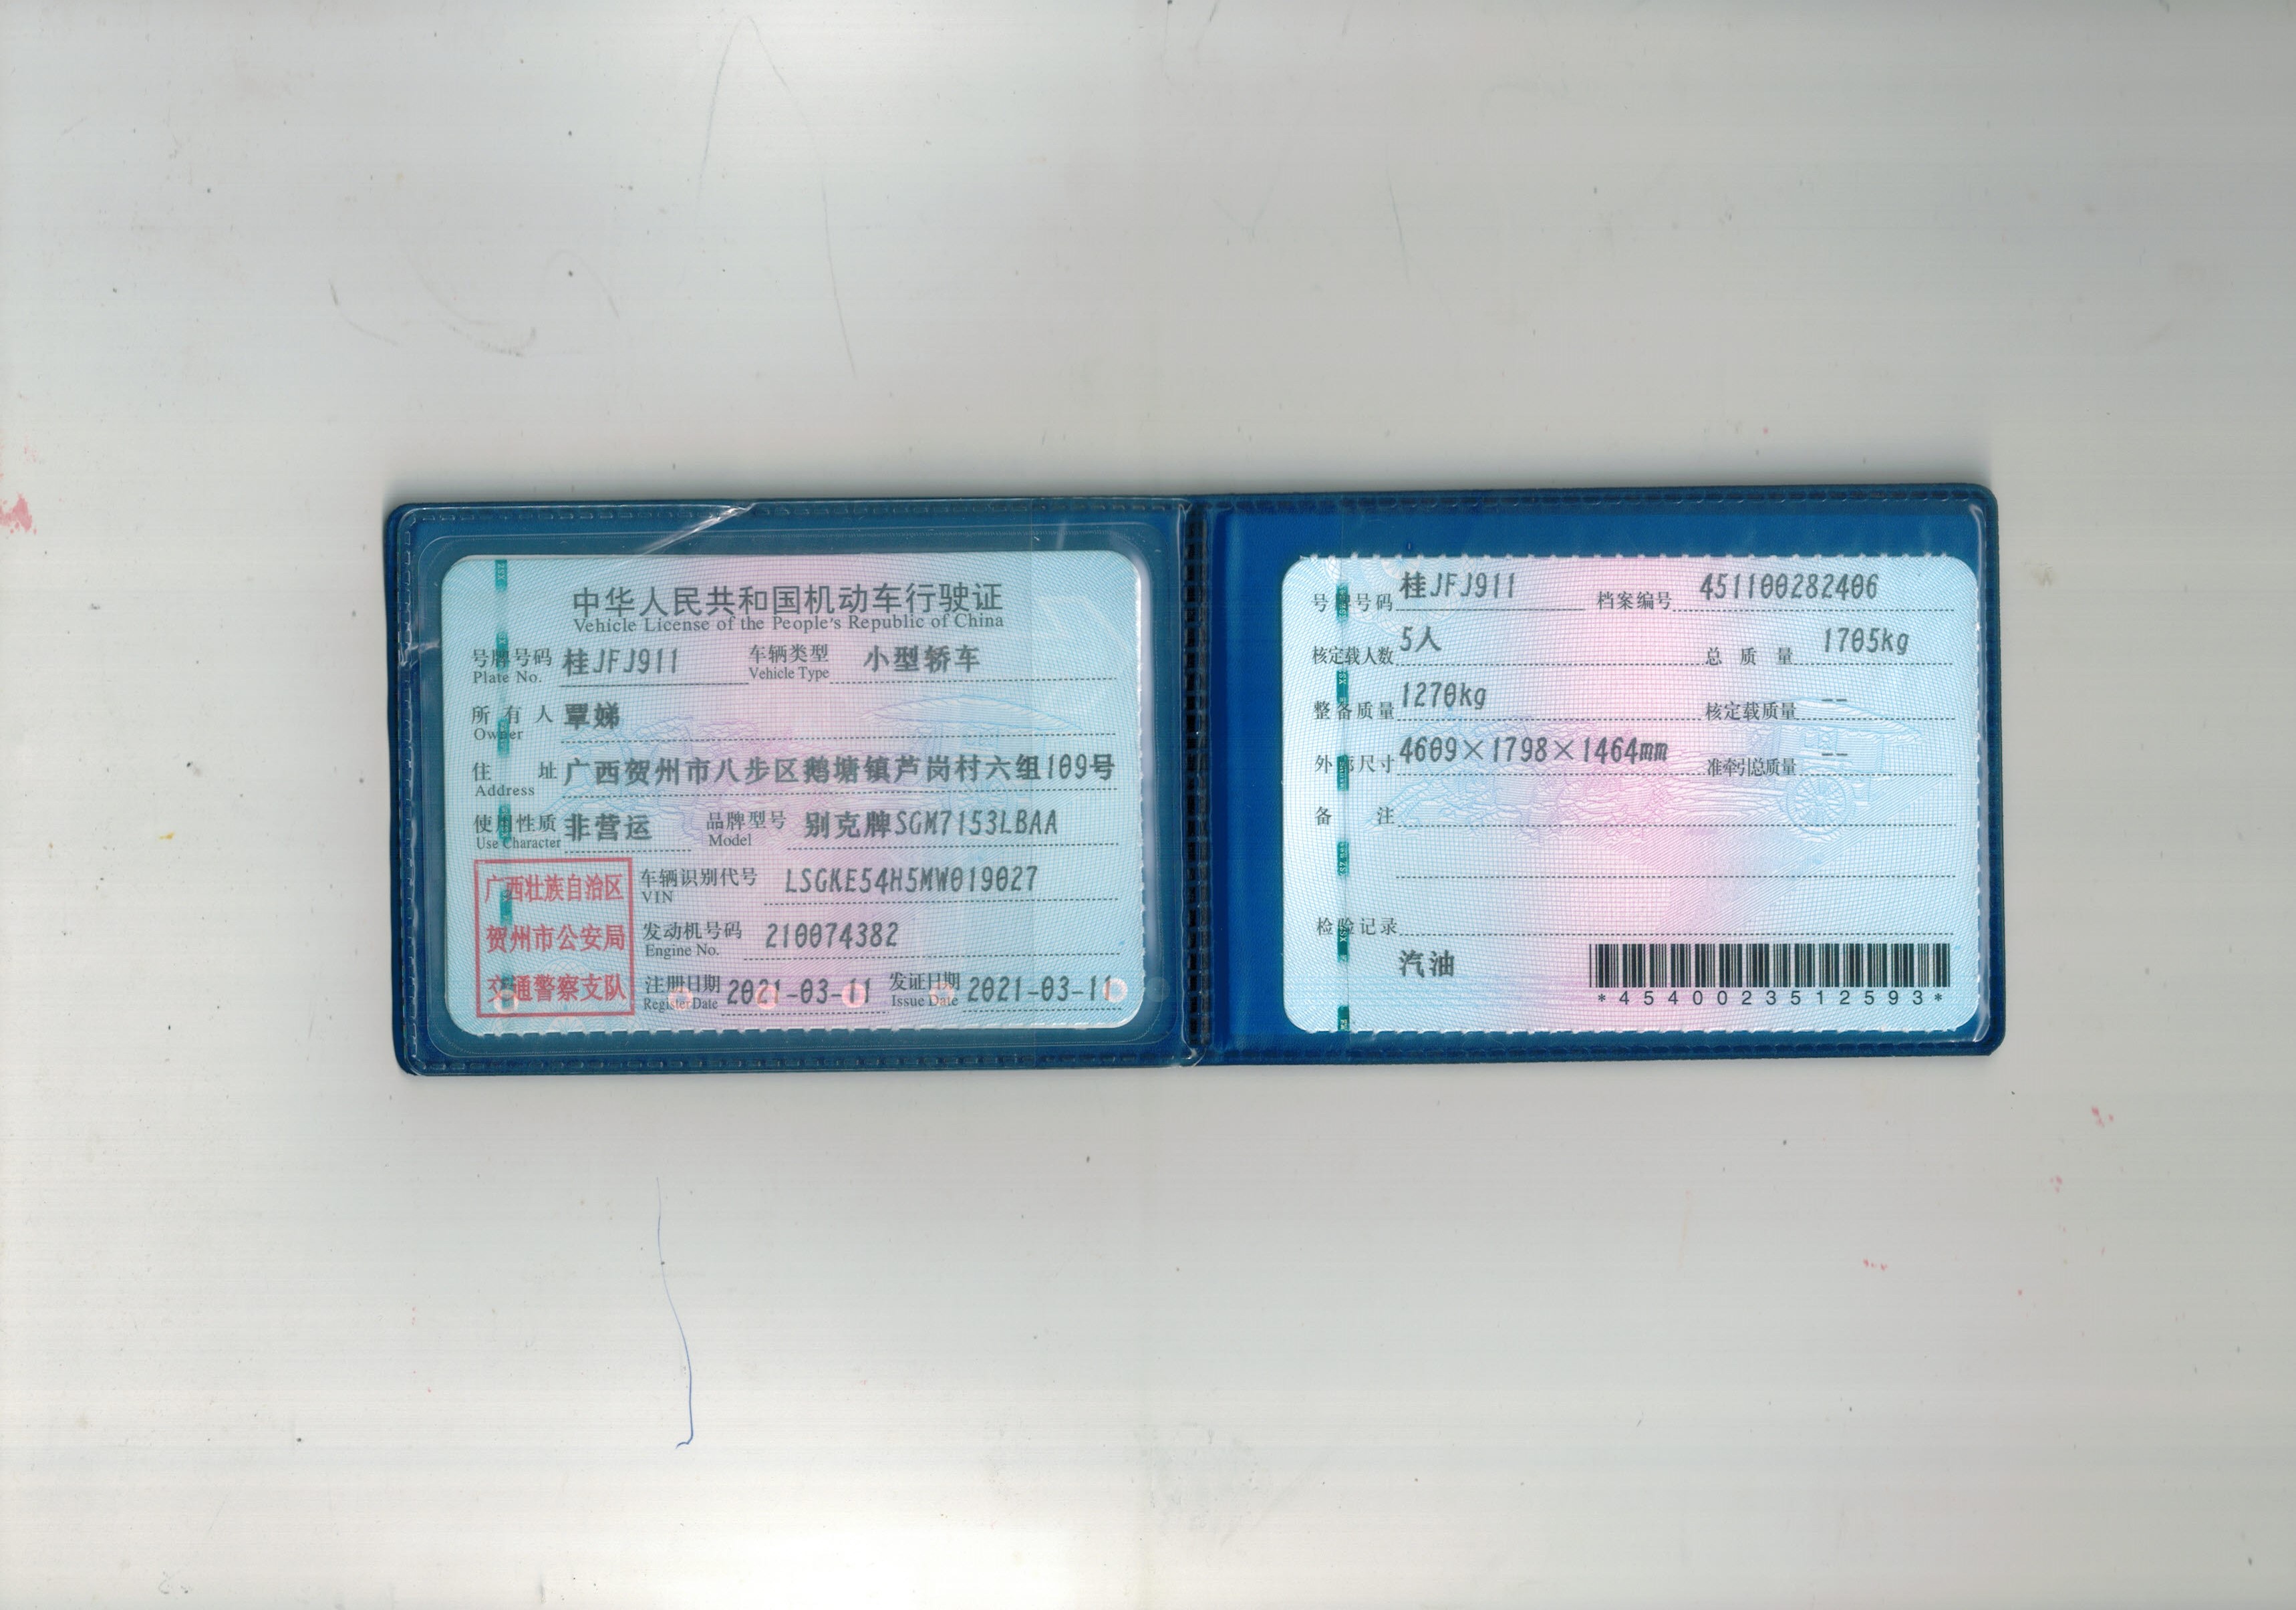 中华人民共和国机动车行驶证
Vehicle License of the People's Republic of China
号牌号码 桂JFJ911 车辆类型 小型轿车
Plate No. Vehicle Type
所有人 覃娣
Owner
住址 广西贺州市八步区鹅塘镇芦岗村六组109号
Address
使用性质 非营运 品牌型号 别克牌SGM7153LBAA
Use Character Model
广西壮族自治区
贺州市公安局
交通警察支队
车辆识别代号 LSGKE54H5MW019027
VIN
发动机号码 210074382
Engine No.
注册日期 2021-03-11 发证日期 2021-03-11
Register Date Issue Date
号牌号码 桂JFJ911 档案编号 451100282406
核定载人数 5人 总质量 1705kg
整备质量 1270kg 核定载质量 --
外廓尺寸 4609×1798×1464mm 准牵引总质量 --
备注
检验记录
汽油
*4540023512593*